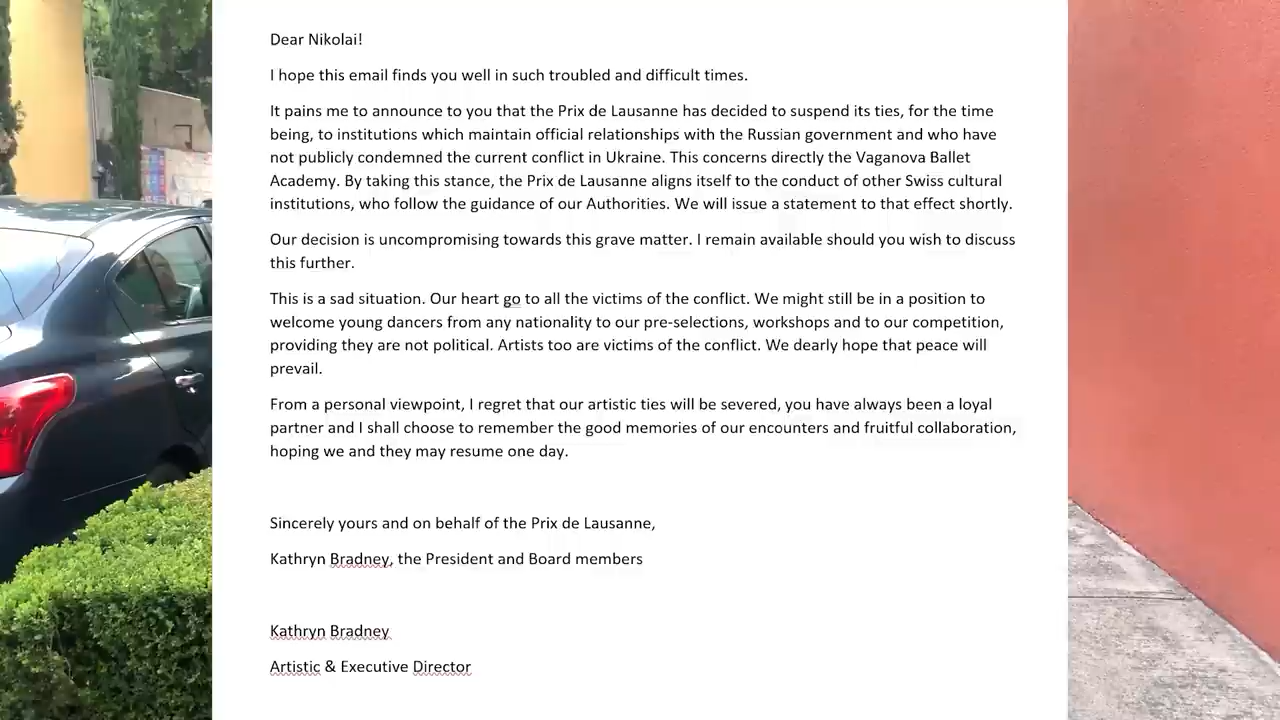 Dear Nikolai!
I hope this email finds you well in such troubled and difficult times.
It pains me to announce to you that the Prix de Lausanne has decided to suspend its ties, for the time
being, to institutions which maintain official relationships with the Russian government and who have
not publicly condemned the current conflict in Ukraine. This concerns directly the Vaganova Ballet
Academy. By taking this stance, the Prix de Lausanne aligns itself to the conduct of other Swiss cultural
institutions, who follow the guidance of our Authorities. We will issue a statement to that effect shortly.
Our decision is uncompromising towards this grave matter. I remain available should you wish to discuss
this further.
This is a sad situation. Our heart go to all the victims of the conflict. We might still be in a position to
welcome young dancers from any nationality to our pre-selections, workshops and to our competition,
providing they are not political. Artists too are victims of the conflict. We dearly hope that peace will
prevail.
From a personal viewpoint, I regret that our artistic ties will be severed, you have always been a loyal
partner and I shall choose to remember the good memories of our encounters and fruitful collaboration,
hoping we and they may resume one day.
Sincerely yours and on behalf of the Prix de Lausanne,
Kathryn Bradney, the President and Board members
Kathryn Bradney
Artistic & Executive Director